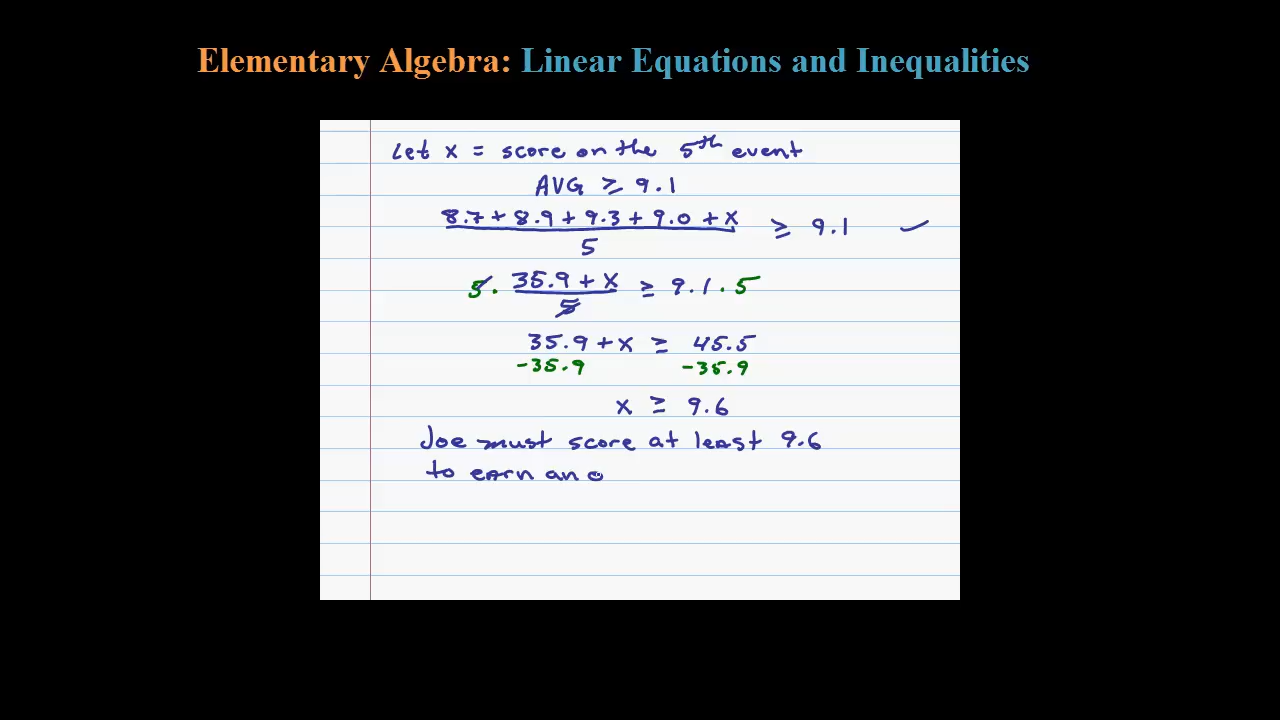 Elementary Algebra: Linear Equations and Inequalities
Let x = score on the 5th event
AVG ≥ 9.1
8.7 + 8.9 + 9.3 + 9.0 + x
5
≥ 9.1 ✓
5 · 35.9 + x
5
≥ 9.1 · 5
35.9 + x ≥ 45.5
-35.9 -35.9
x ≥ 9.6
Joe must score at least 9.6
to earn an